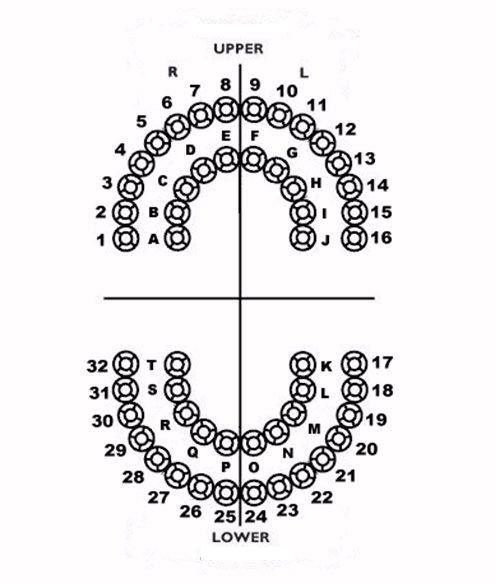 UPPER
R L
7 8 9 10
6 11
5 E F 12
4 D G 13
3 C H 14
2 B I 15
1 A J 16
32 T K 17
31 S L 18
30 R M 19
29 Q N 20
28 P O 21
27 22
26 25 24 23
LOWER